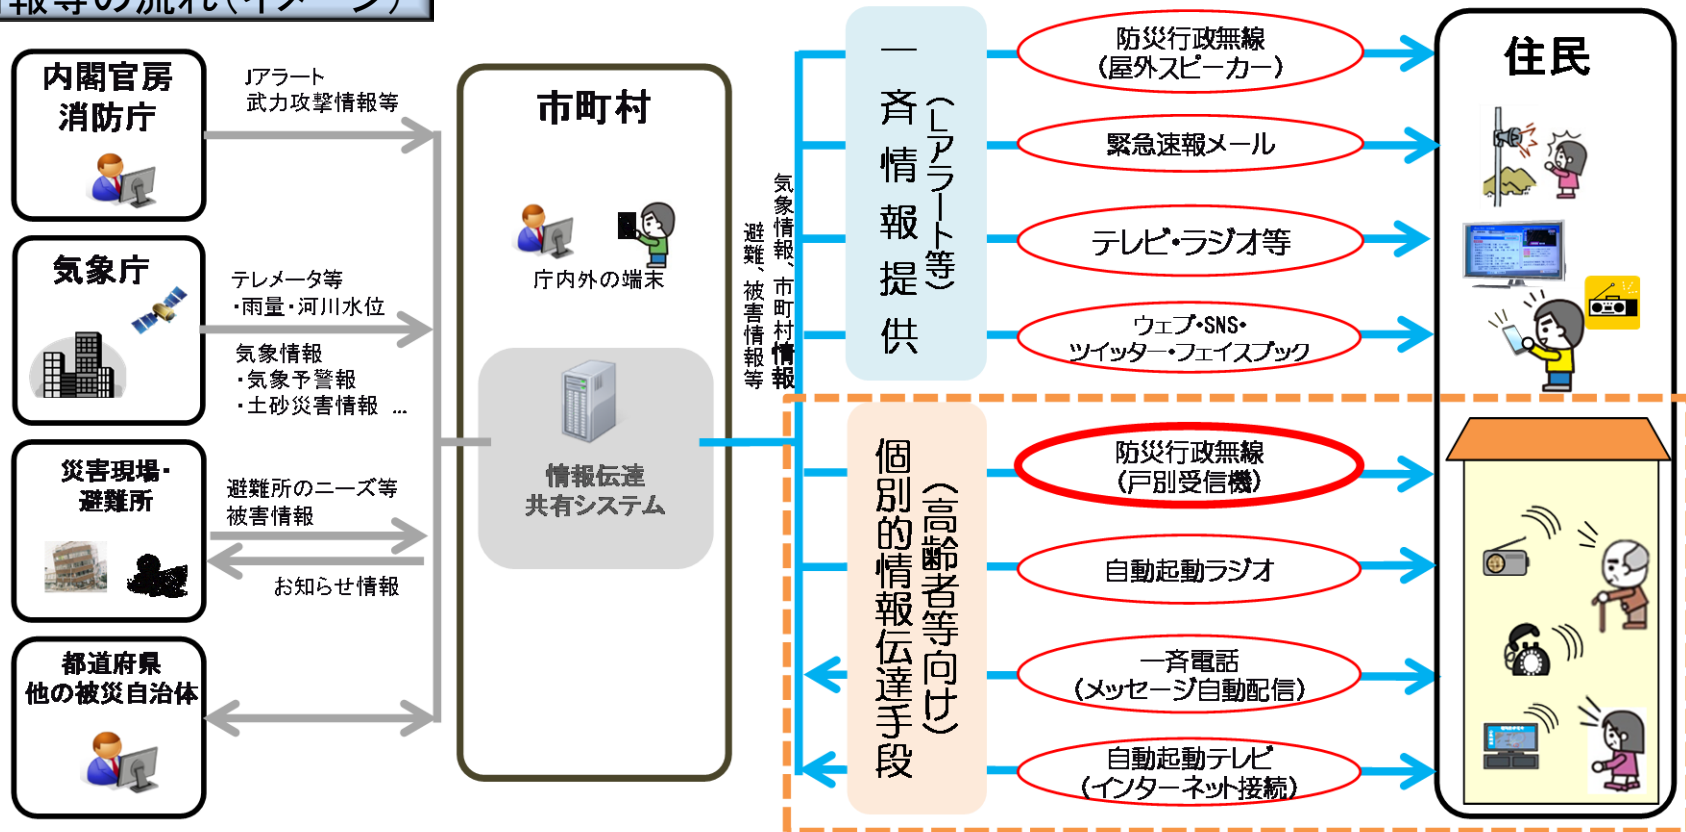 報等の流れ(イメージ)
内閣官房
消防庁
Jアラート
武力攻撃情報等
気象庁
テレメータ等
・雨量・河川水位
気象情報
・気象予警報
・土砂災害情報 …
災害現場・
避難所
避難所のニーズ等
被害情報
お知らせ情報
都道府県
他の被災自治体
市町村
庁内外の端末
情報伝達
共有システム
気象情報、市町村情報
避難、被害情報等
一斉情報提供
(Lアラート等)
防災行政無線
(屋外スピーカー)
緊急速報メール
テレビ・ラジオ等
ウェブ・SNS・
ツイッター・フェイスブック
個別的情報伝達手段
(高齢者等向け)
防災行政無線
(戸別受信機)
自動起動ラジオ
一斉電話
(メッセージ自動配信)
自動起動テレビ
(インターネット接続)
住民